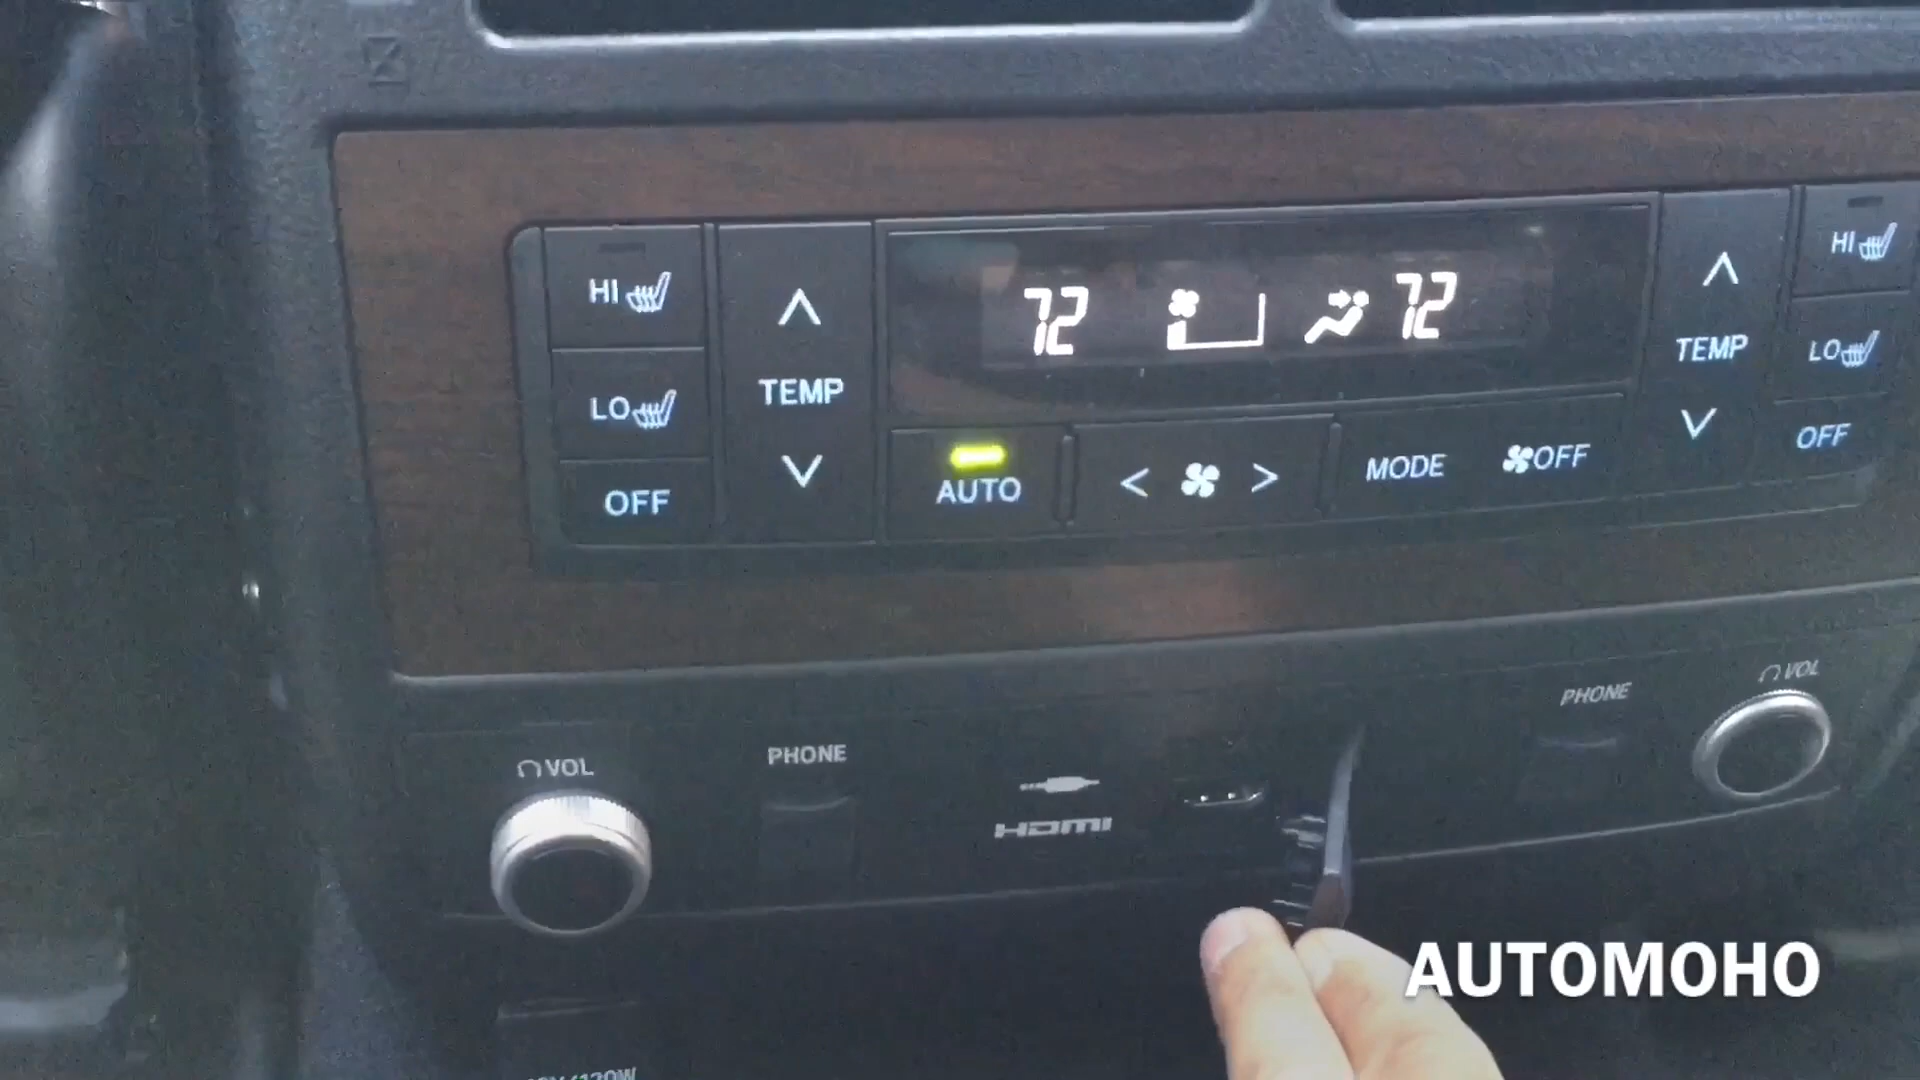 72 72
HI
HI
LO
LO
OFF
OFF
TEMP
TEMP
AUTO
MODE
OFF
VOL
PHONE
HDMI
PHONE
VOL
AUTOMOHO
120W